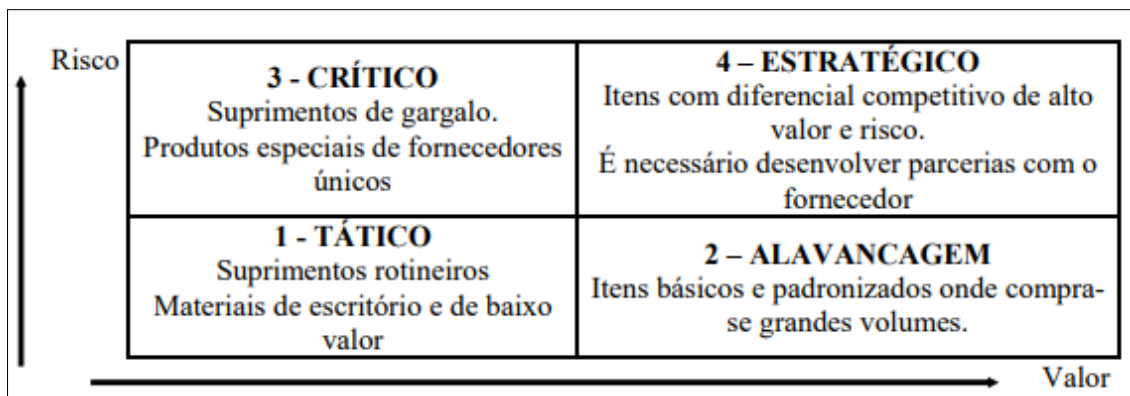 Risco
3 - CRÍTICO
Suprimentos de gargalo.
Produtos especiais de fornecedores
únicos
4 – ESTRATÉGICO
Itens com diferencial competitivo de alto
valor e risco.
É necessário desenvolver parcerias com o
fornecedor
1 - TÁTICO
Suprimentos rotineiros
Materiais de escritório e de baixo
valor
2 – ALAVANCAGEM
Itens básicos e padronizados onde compra-
se grandes volumes.
Valor